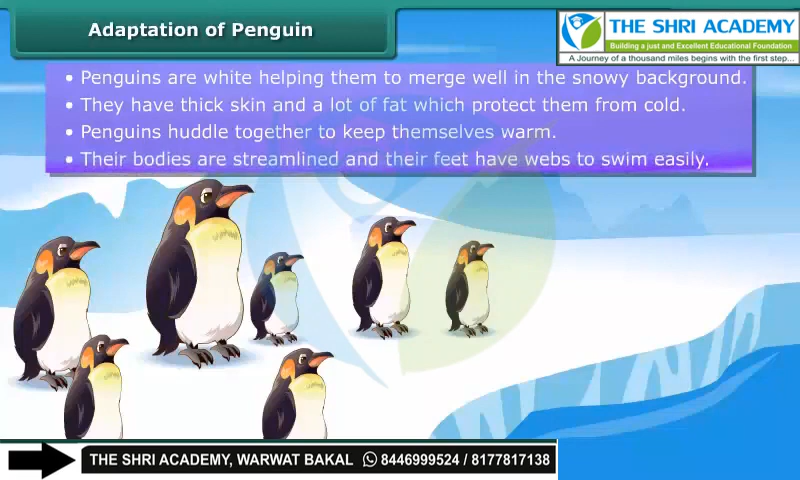 Adaptation of Penguin
THE SHRI ACADEMY
Building a just and Excellent Educational Foundation
A Journey of a thousand miles begins with the first step...
• Penguins are white helping them to merge well in the snowy background.
• They have thick skin and a lot of fat which protect them from cold.
• Penguins huddle together to keep themselves warm.
• Their bodies are streamlined and their feet have webs to swim easily.
THE SHRI ACADEMY, WARWAT BAKAL 8446999524 / 8177817138